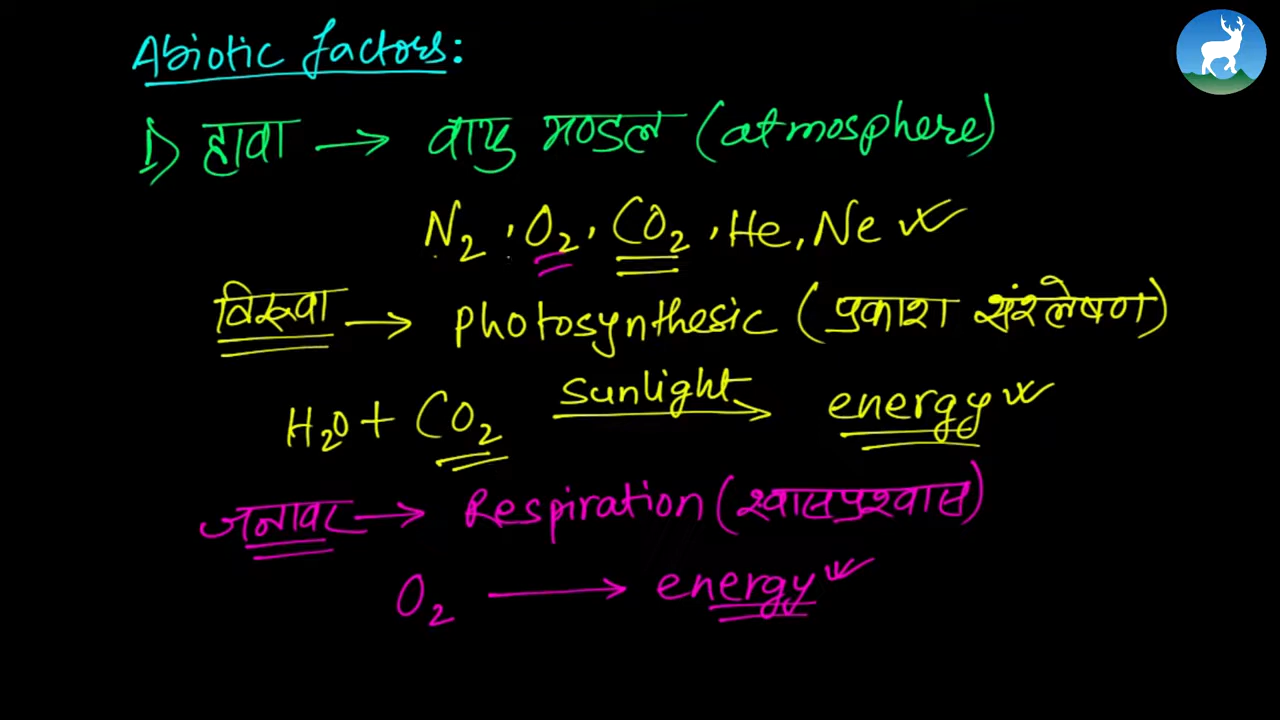 Abiotic factors:
1) हावा → वायु मण्डल (atmosphere)
N2, O2, CO2, He, Ne
विरुवा → Photosynthesic (प्रकाश संश्लेषण)
H2O + CO2 sunlight → energy
जनावर → Respiration (श्वासप्रश्वास)
O2 → energy